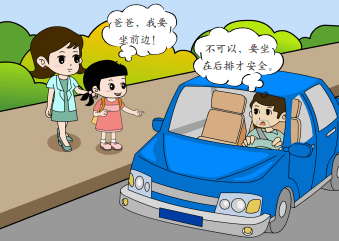 爸爸，我要
坐前边！
不可以，要坐
在后排才安全。